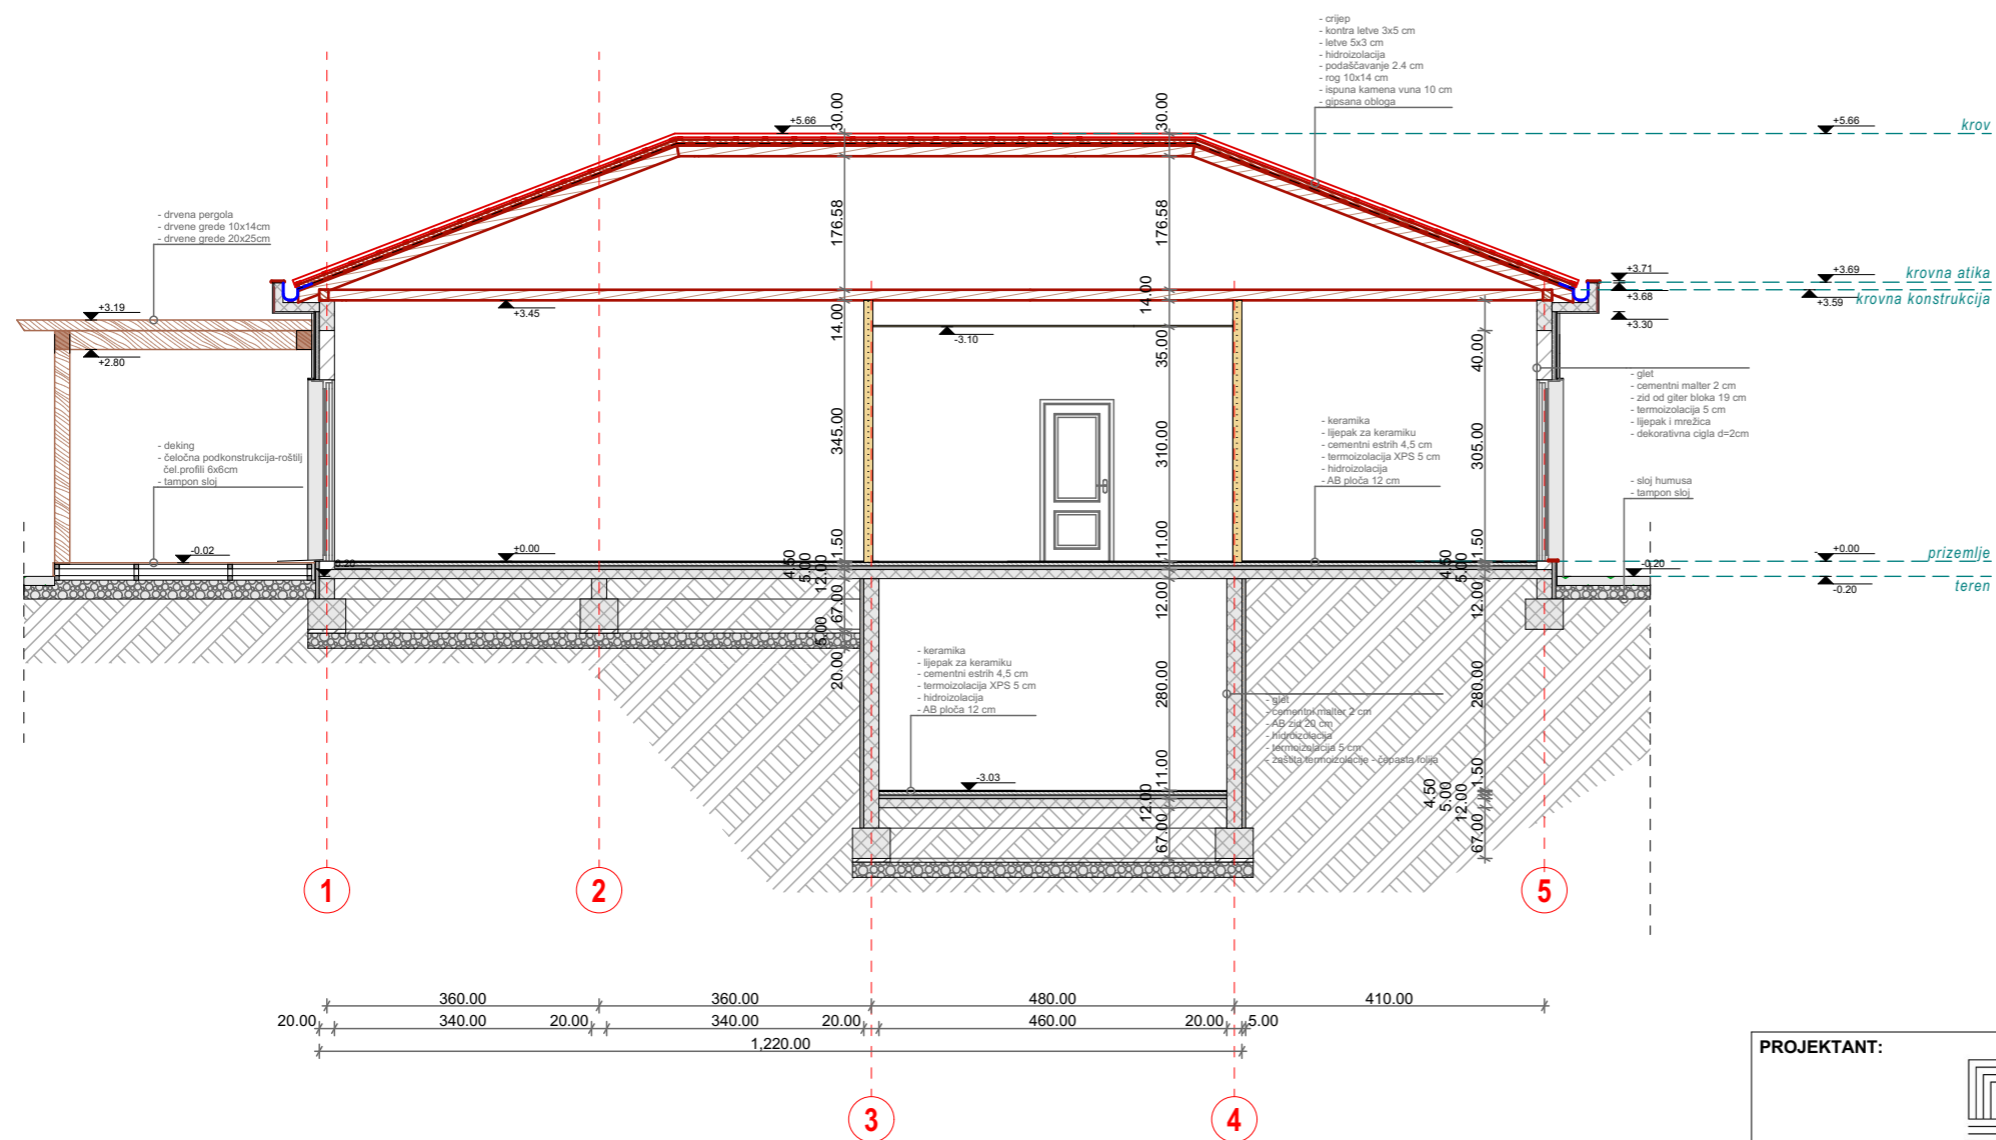 - crijep
- kontra letve 3x5 cm
- letve 5x3 cm
- hidroizolacija
- podaščavanje 2.4 cm
- rog 10x14 cm
- ispuna kamena vuna 10 cm
- gipsana obloga
+5.66
30.00
30.00
+5.66
krov
- drvena pergola
- drvene grede 10x14cm
- drvene grede 20x25cm
176.58
176.58
+3.71
+3.69
krovna atika
+3.68
+3.59
krovna konstrukcija
+3.19
+3.45
14.00
14.00
+3.30
-3.10
+2.80
35.00
40.00
- glet
- cementni malter 2 cm
- zid od giter bloka 19 cm
- termoizolacija 5 cm
- lijepak i mrežica
- dekorativna cigla d=2cm
345.00
310.00
305.00
- deking
- čeločna podkonstrukcija-roštilj
čel.profili 6x6cm
- tampon sloj
- keramika
- lijepak za keramiku
- cementni estrih 4,5 cm
- termoizolacija XPS 5 cm
- hidroizolacija
- AB ploča 12 cm
- sloj humusa
- tampon sloj
-0.02
+0.00
1.50
4.50
5.00
12.00
11.00
1.50
4.50
5.00
+0.00
prizemlje
-0.20
-0.20
-0.20
teren
67.00
5.00
20.00
12.00
12.00
- keramika
- lijepak za keramiku
- cementni estrih 4,5 cm
- termoizolacija XPS 5 cm
- hidroizolacija
- AB ploča 12 cm
280.00
280.00
- glet
- cementni malter 2 cm
- AB zid 20 cm
- hidroizolacija
- termoizolacija 5 cm
- zaštita termoizolacije - čepasta folija
-3.03
11.00
12.00
67.00
1.50
4.50
5.00
12.00
67.00
1
2
5
360.00
360.00
480.00
410.00
20.00
340.00
20.00
340.00
20.00
460.00
20.00
5.00
1,220.00
PROJEKTANT:
3
4